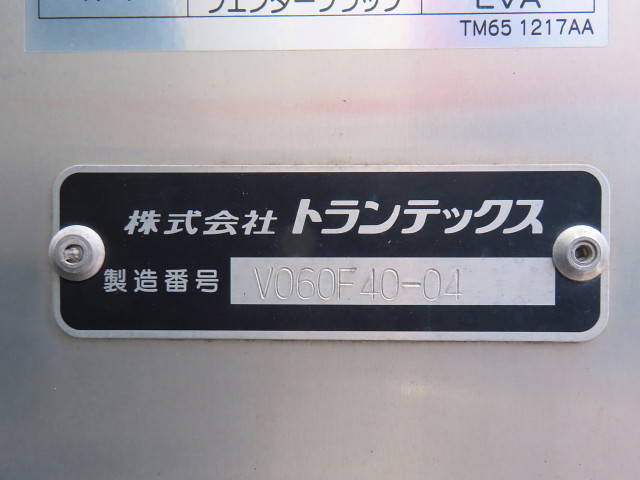 フェンダーフラップ EVA
TM65 1217AA
株式会社 トランテックス
製造番号 V060F40-04